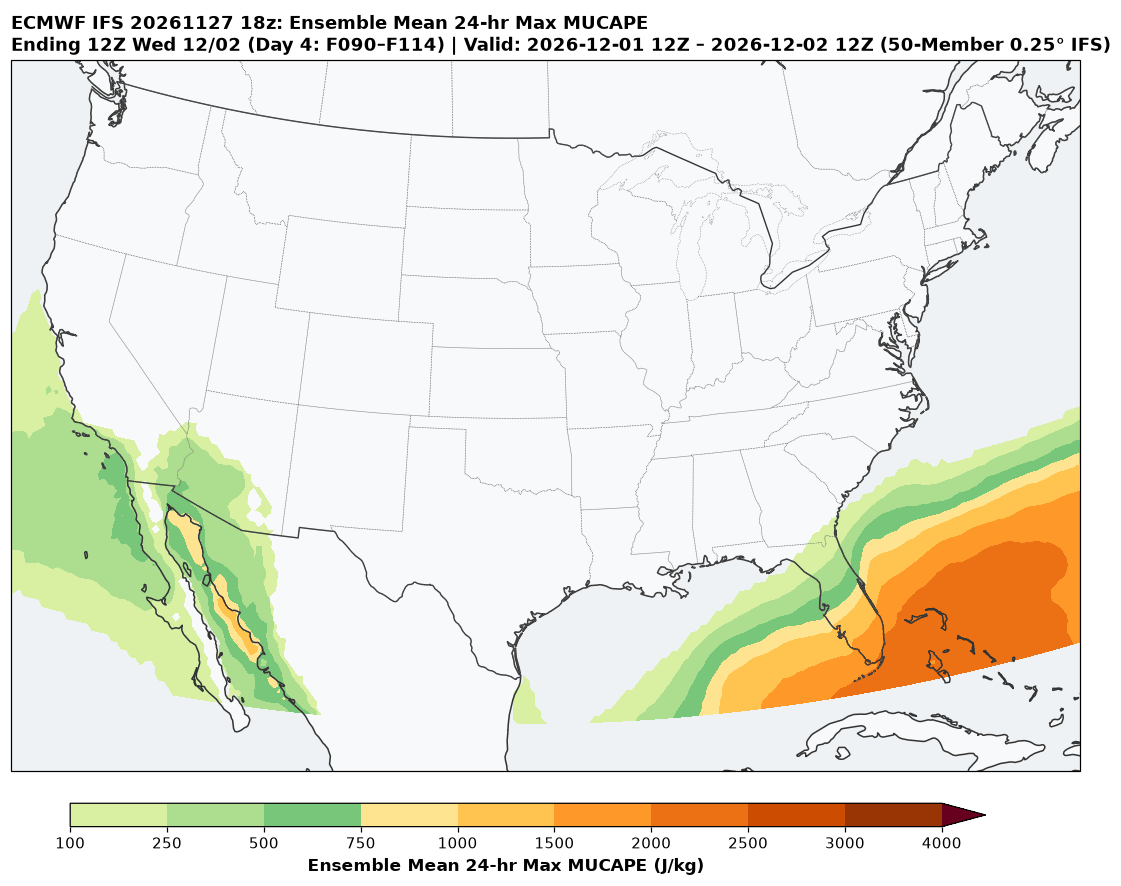 ECMWF IFS 20261127 18z: Ensemble Mean 24-hr Max MUCAPE
Ending 12Z Wed 12/02 (Day 4: F090–F114) | Valid: 2026-12-01 12Z – 2026-12-02 12Z (50-Member 0.25° IFS)
100 250 500 750 1000 1500 2000 2500 3000 4000
Ensemble Mean 24-hr Max MUCAPE (J/kg)